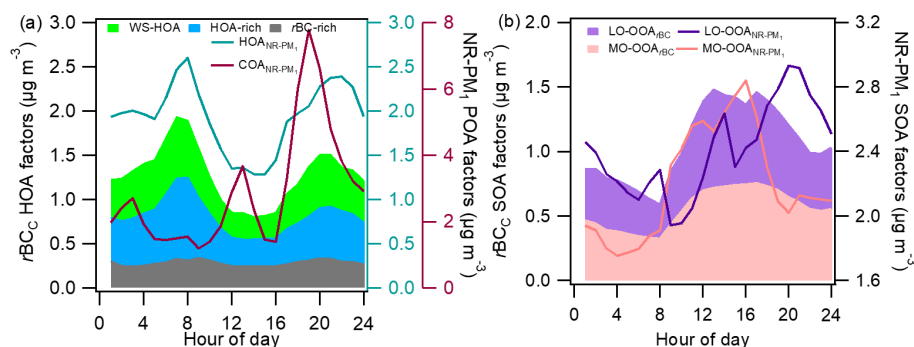 (a)
WS-HOA HOA-rich rBC-rich
HOA_NR-PM₁
COA_NR-PM₁
rBC_C HOA factors (µg m⁻³)
3.0
2.5
2.0
1.5
1.0
0.5
0.0
0 4 8 12 16 20 24
Hour of day
3.0
2.5
2.0
1.5
1.0
0.5
0.0
8
6
4
2
0
NR-PM₁ POA factors (µg m⁻³)
(b)
LO-OOA_rBC LO-OOA_NR-PM₁
MO-OOA_rBC MO-OOA_NR-PM₁
rBC_C SOA factors (µg m⁻³)
2.0
1.5
1.0
0.5
0.0
0 4 8 12 16 20 24
Hour of day
3.2
2.8
2.4
2.0
1.6
NR-PM₁ SOA factors (µg m⁻³)